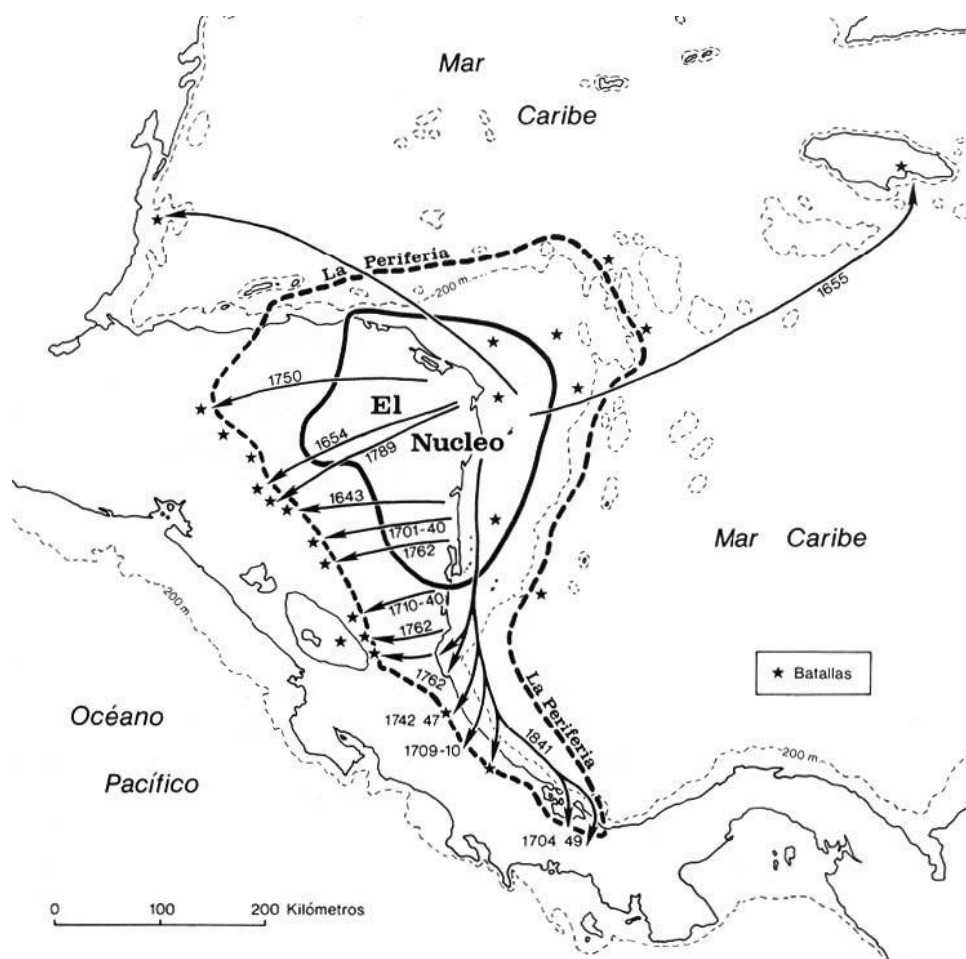 Mar
Caribe
La Periferia
200 m
1655
1750
El
Nucleo
1654
1789
1643
1701-40
1762
Mar Caribe
200 m
1710-40
1762
★ Batallas
1762
La Periferia
Océano
1742 47
1709-10
1841
200 m
Pacífico
1704 49
0 100 200 Kilómetros